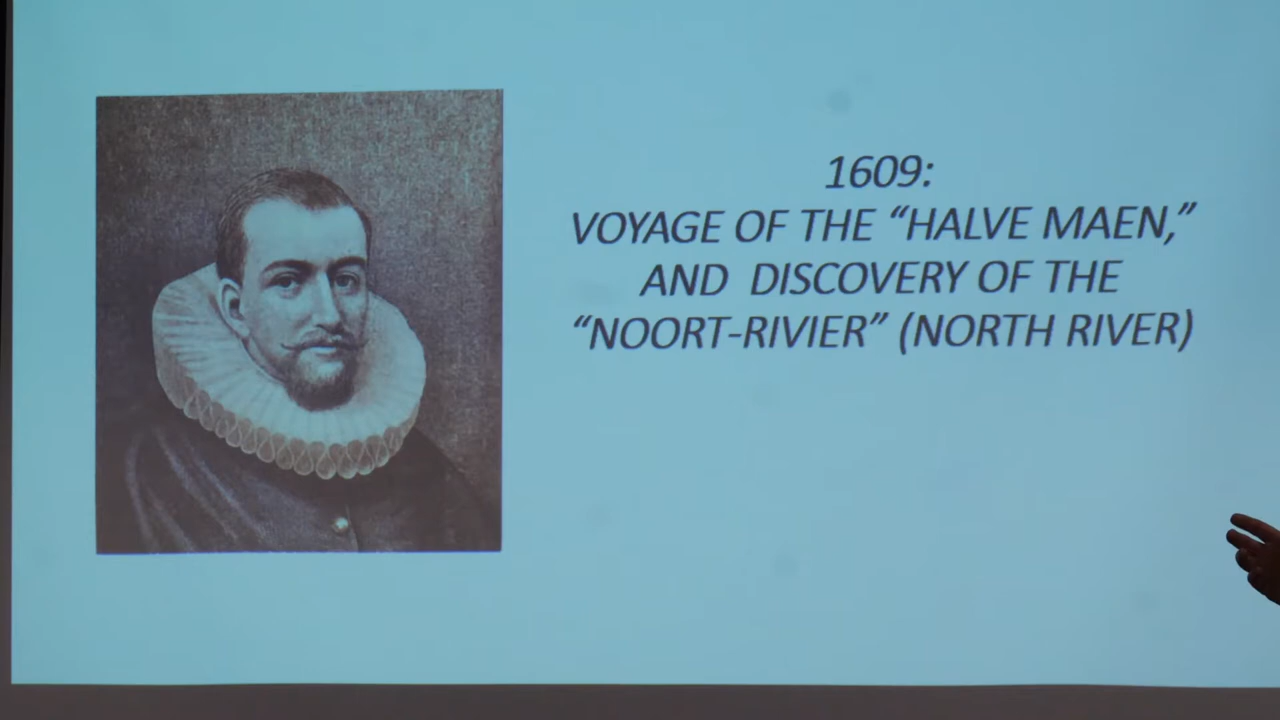 1609:
VOYAGE OF THE “HALVE MAEN,”
AND DISCOVERY OF THE
“NOORT-RIVIER” (NORTH RIVER)